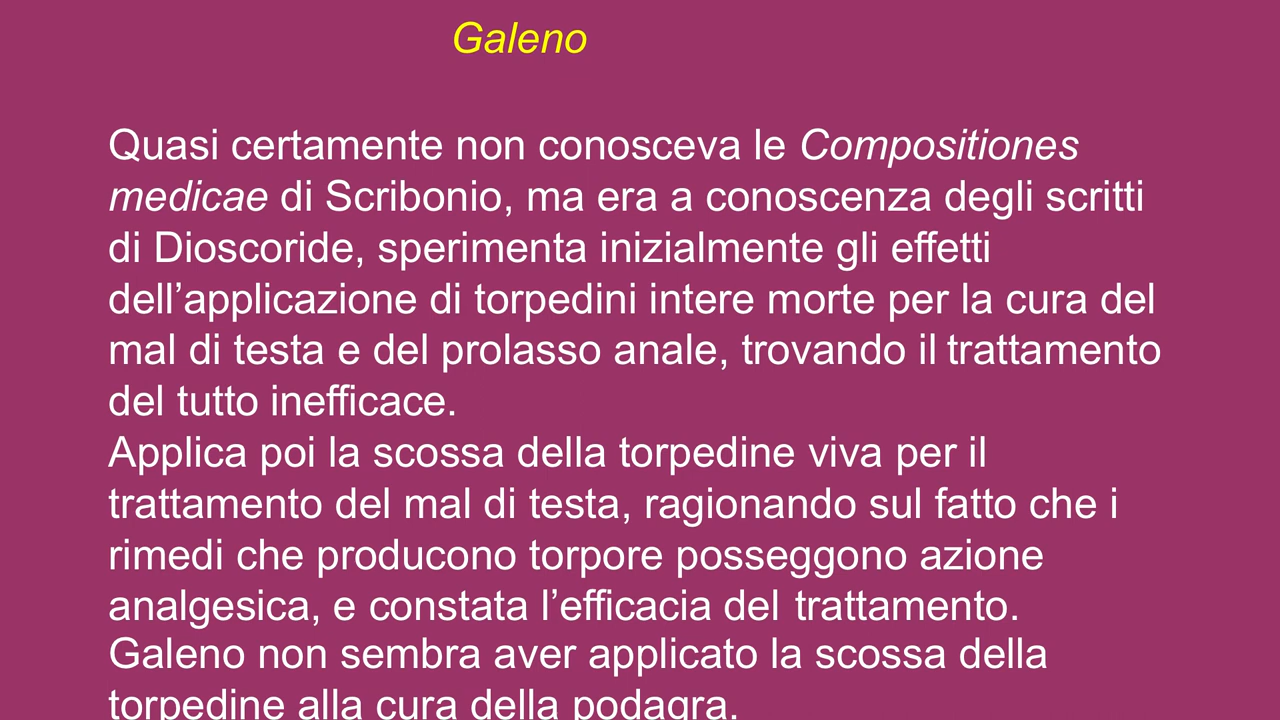 Galeno
Quasi certamente non conosceva le Compositiones
medicae di Scribonio, ma era a conoscenza degli scritti
di Dioscoride, sperimenta inizialmente gli effetti
dell’applicazione di torpedini intere morte per la cura del
mal di testa e del prolasso anale, trovando il trattamento
del tutto inefficace.
Applica poi la scossa della torpedine viva per il
trattamento del mal di testa, ragionando sul fatto che i
rimedi che producono torpore posseggono azione
analgesica, e constata l’efficacia del trattamento.
Galeno non sembra aver applicato la scossa della
torpedine alla cura della podagra.